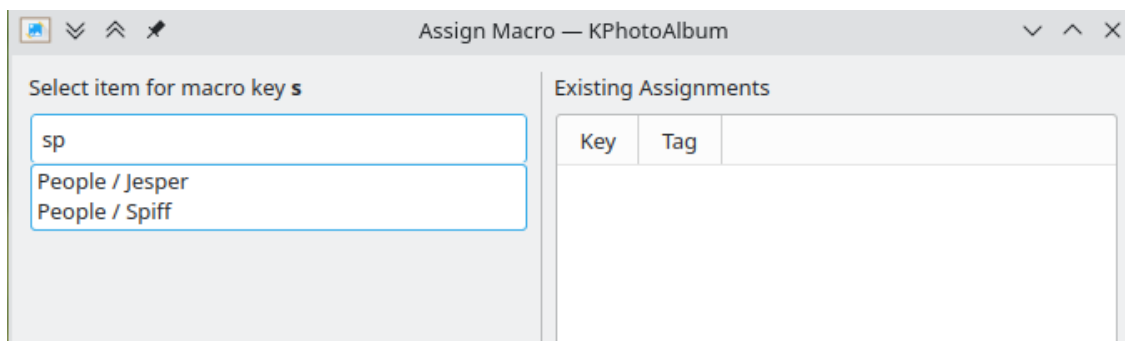 Assign Macro — KPhotoAlbum
Select item for macro key s
sp
People / Jesper
People / Spiff
Existing Assignments
Key Tag